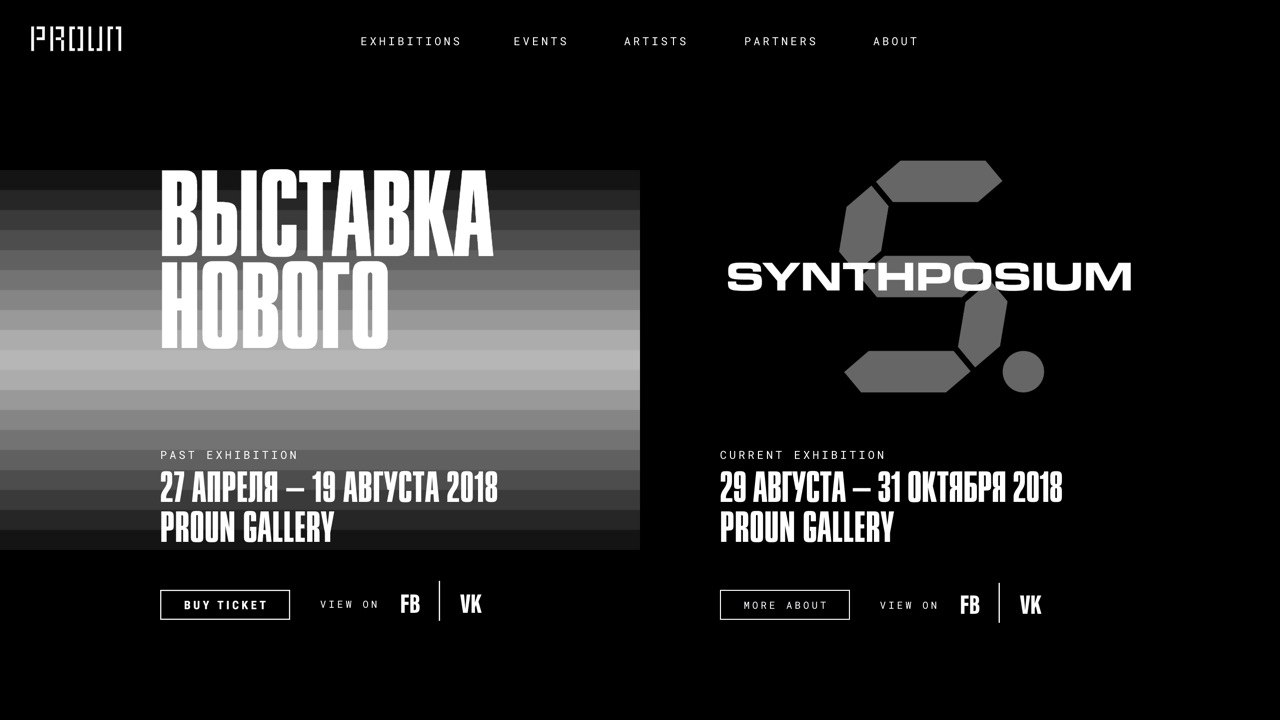 PROUN
EXHIBITIONS EVENTS ARTISTS PARTNERS ABOUT
ВЫСТАВКА
НОВОГО
PAST EXHIBITION
27 АПРЕЛЯ — 19 АВГУСТА 2018
PROUN GALLERY
BUY TICKET VIEW ON FB VK
S.
SYNTHPOSIUM
CURRENT EXHIBITION
29 АВГУСТА — 31 ОКТЯБРЯ 2018
PROUN GALLERY
MORE ABOUT VIEW ON FB VK